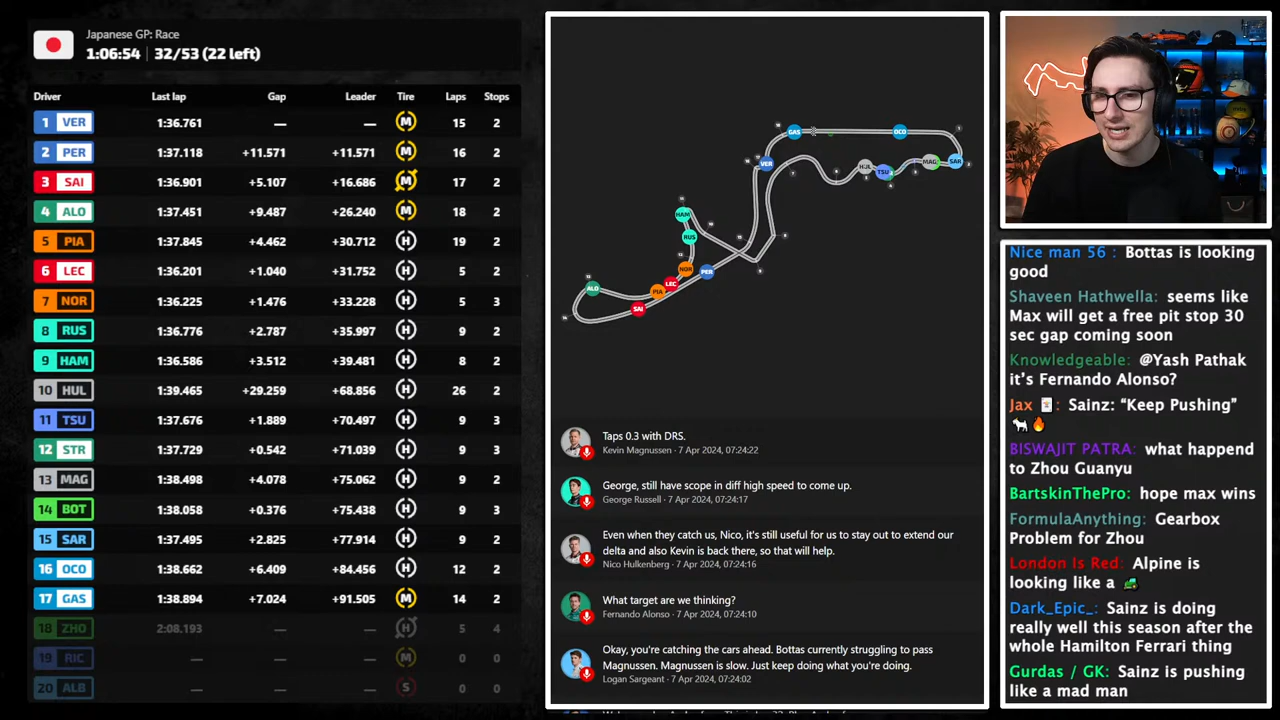 Japanese GP: Race
1:06:54 | 32/53 (22 left)
Driver Last lap Gap Leader Tire Laps Stops
1 VER 1:36.761 — — M 15 2
2 PER 1:37.118 +11.571 +11.571 M 16 2
3 SAI 1:36.901 +5.107 +16.686 M 17 2
4 ALO 1:37.451 +9.487 +26.240 M 18 2
5 PIA 1:37.845 +4.462 +30.712 H 19 2
6 LEC 1:36.201 +1.040 +31.752 H 5 2
7 NOR 1:36.225 +1.476 +33.228 H 5 3
8 RUS 1:36.776 +2.787 +35.997 H 9 2
9 HAM 1:36.586 +3.512 +39.481 H 8 2
10 HUL 1:39.465 +29.259 +68.856 H 26 2
11 TSU 1:37.676 +1.889 H 9 3
12 STR 1:37.729 +0.542 H 9 3
13 MAG 1:38.498 +4.078 +75.062 H 9 2
14 BOT 1:38.058 +0.376 +75.438 H 9 3
15 SAR 1:37.495 +2.825 +77.914 H 9 2
16 OCO 1:38.662 +6.409 +84.456 H 12 2
17 GAS 1:38.894 +7.024 +91.505 M 14 2
18 ZHO 2:08.193 — — H 5 4
19 RIC — — — M 0 0
20 ALB — — — S 0 0
GAS OCO
VER HUL TSU MAG SAR
HAM
RUS
NOR PER
ALO PIA LEC
SAI
Taps 0.3 with DRS.
Kevin Magnussen · 7 Apr 2024, 07:24:22
George, still have scope in diff high speed to come up.
George Russell · 7 Apr 2024, 07:24:17
Even when they catch us, Nico, it's still useful for us to stay out to extend our
delta and also Kevin is back there, so that will help.
Nico Hulkenberg · 7 Apr 2024, 07:24:16
What target are we thinking?
Fernando Alonso · 7 Apr 2024, 07:24:10
Okay, you're catching the cars ahead. Bottas currently struggling to pass
Magnussen. Magnussen is slow. Just keep doing what you're doing.
Logan Sargeant · 7 Apr 2024, 07:24:02
Nice man 56 : Bottas is looking
good
Shaveen Hathwella: seems like
Max will get a free pit stop 30
sec gap coming soon
Knowledgeable: @Yash Pathak
it's Fernando Alonso?
Jax 🃏: Sainz: “Keep Pushing”
🐐🔥
BISWAJIT PATRA: what happend
to Zhou Guanyu
BartskinThePro: hope max wins
FormulaAnything: Gearbox
Problem for Zhou
London Is Red: Alpine is
looking like a 🚜
Dark_Epic_: Sainz is doing
really well this season after the
whole Hamilton Ferrari thing
Gurdas / GK: Sainz is pushing
like a mad man